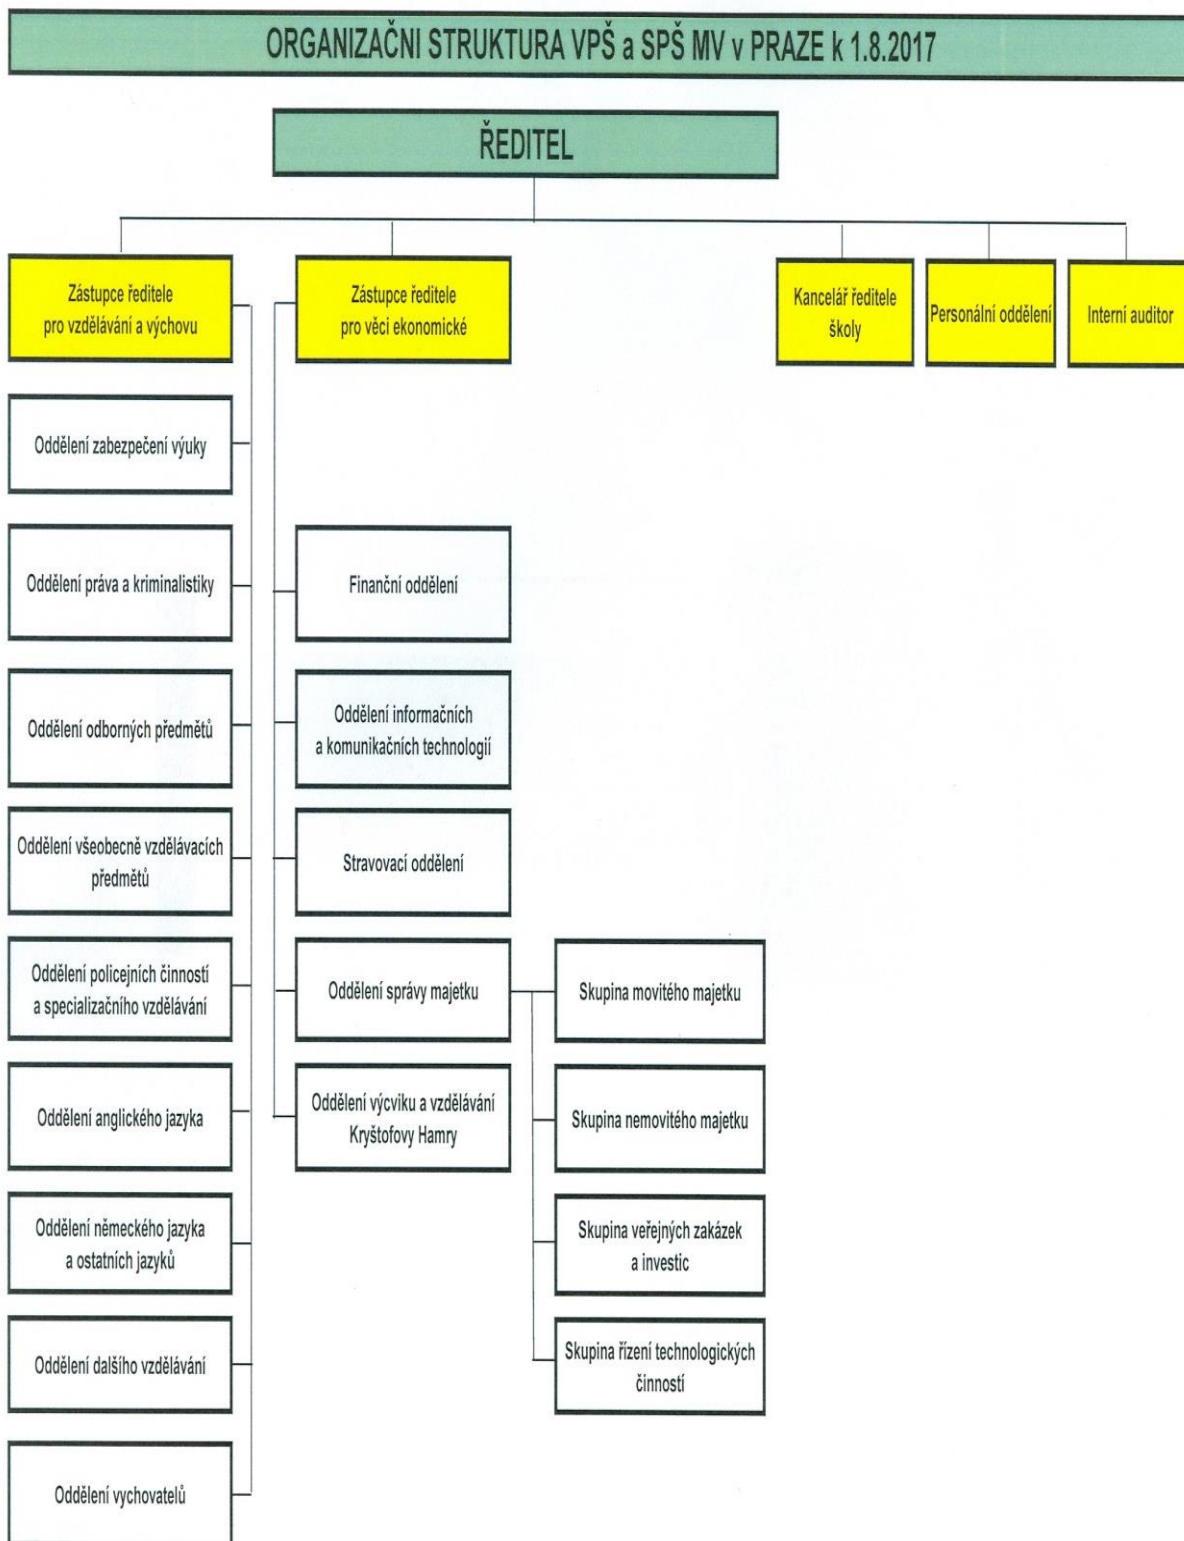 ORGANIZAČNI STRUKTURA VPŠ a SPŠ MV v PRAZE k 1.8.2017
ŘEDITEL
Zástupce ředitele
pro vzdělávání a výchovu
Zástupce ředitele
pro věci ekonomické
Kancelář ředitele
školy
Personální oddělení
Interní auditor
Oddělení zabezpečení výuky
Oddělení práva a kriminalistiky
Oddělení odborných předmětů
Oddělení všeobecně vzdělávacích
předmětů
Oddělení policejních činností
a specializačního vzdělávání
Oddělení anglického jazyka
Oddělení německého jazyka
a ostatních jazyků
Oddělení dalšího vzdělávání
Oddělení vychovatelů
Finanční oddělení
Oddělení informačních
a komunikačních technologií
Stravovací oddělení
Oddělení správy majetku
Oddělení výcviku a vzdělávání
Kryštofovy Hamry
Skupina movitého majetku
Skupina nemovitého majetku
Skupina veřejných zakázek
a investic
Skupina řízení technologických
činností